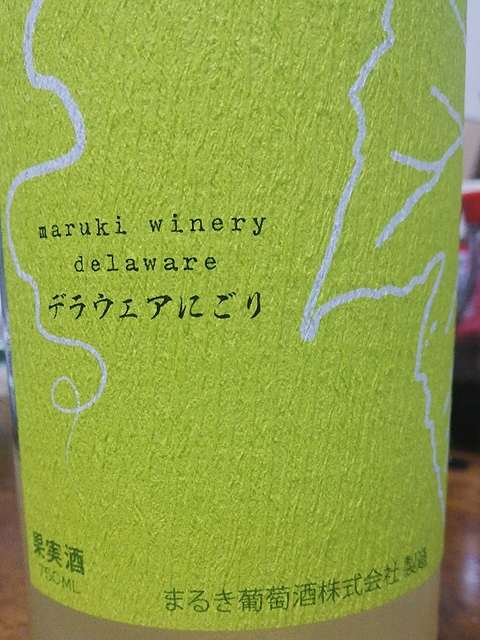 maruki winery
delaware
デラウェアにごり
果実酒
750ML
まるき葡萄酒株式会社 製造